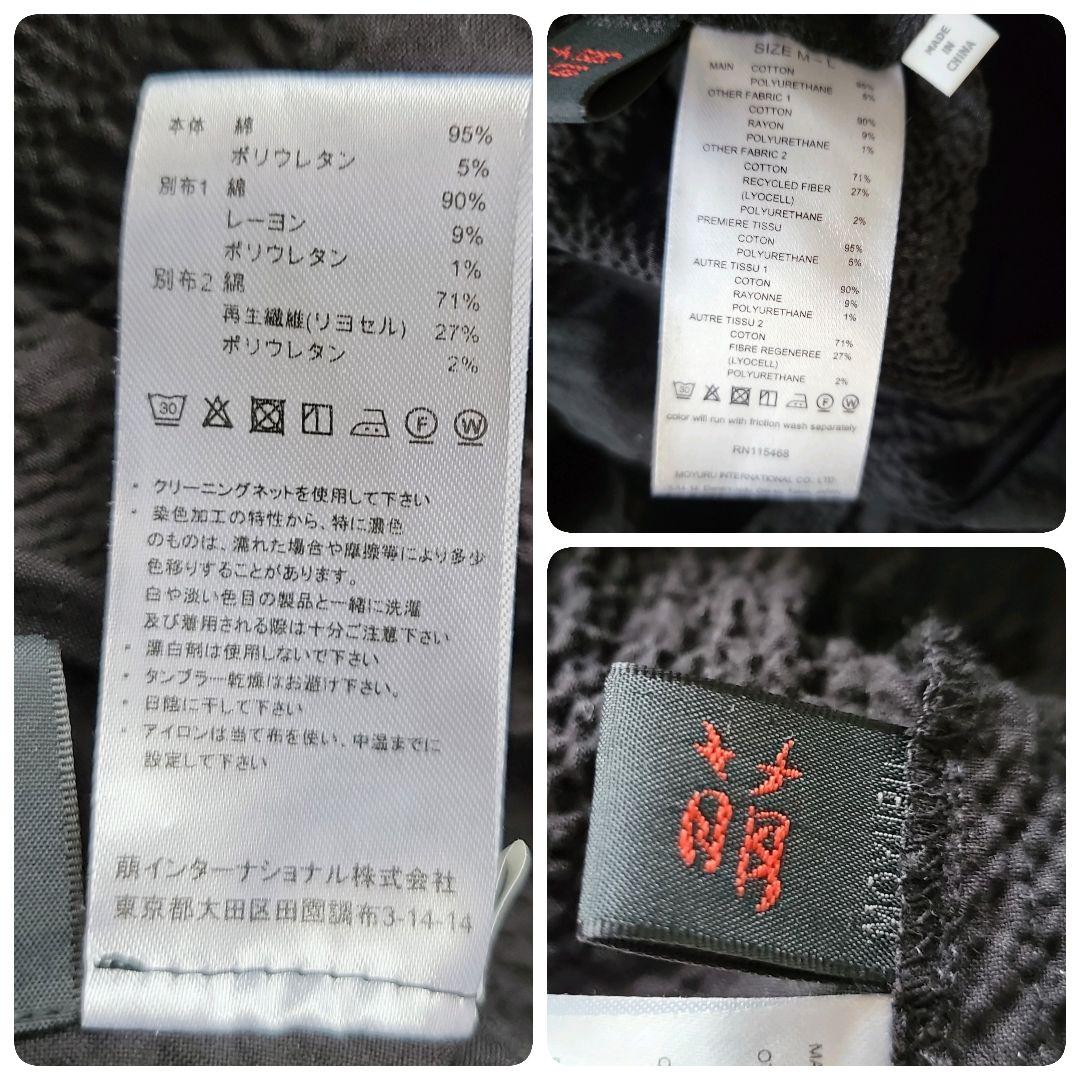 本体 綿 95%
ポリウレタン 5%
別布1 綿 90%
レーヨン 9%
ポリウレタン 1%
別布2 綿 71%
再生繊維(リヨセル) 27%
ポリウレタン 2%
30 1 F W
・ クリーニングネットを使用して下さい
・ 染色加工の特性から、特に濃色
のものは、濡れた場合や摩擦等により多少
色移りすることがあります。
白や淡い色目の製品と一緒に洗濯
及び着用される際は十分ご注意下さい
・ 漂白剤は使用しないで下さい
・ タンブラー乾燥はお避け下さい。
・ 日陰に干して下さい
・ アイロンは当て布を使い、中温までに
設定して下さい
萌インターナショナル株式会社
東京都大田区田園調布3-14-14
MADE
IN
CHINA
SIZE M - L
MAIN COTTON 95%
POLYURETHANE 5%
OTHER FABRIC 1
COTTON 90%
RAYON 9%
POLYURETHANE 1%
OTHER FABRIC 2
COTTON 71%
RECYCLED FIBER 27%
(LYOCELL)
POLYURETHANE 2%
PREMIERE TISSU
COTON 95%
POLYURETHANE 5%
AUTRE TISSU 1
COTON 90%
RAYONNE 9%
POLYURETHANE 1%
AUTRE TISSU 2
COTON 71%
FIBRE REGENEREE 27%
(LYOCELL)
POLYURETHANE 2%
30 F W
color will run with friction wash separately
RN115468
MOYURU INTERNATIONAL CO., LTD.
萌
MOYURU